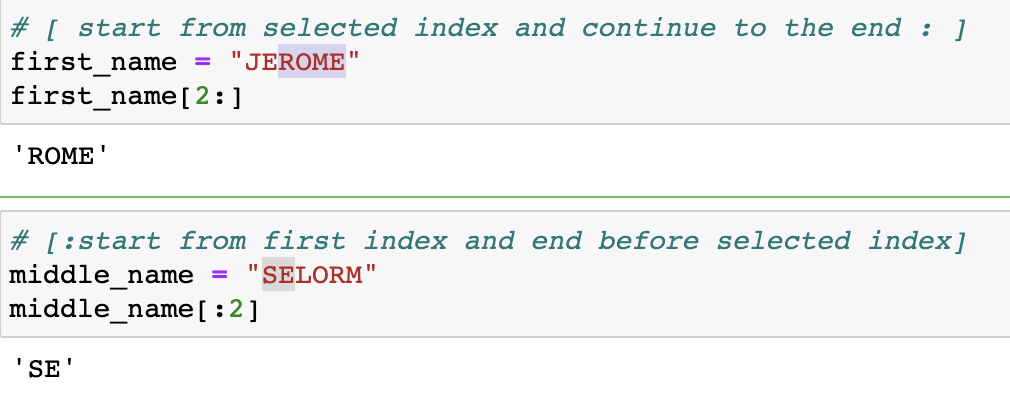 # [ start from selected index and continue to the end : ]
first_name = "JEROME"
first_name[2:]
'ROME'
# [:start from first index and end before selected index]
middle_name = "SELORM"
middle_name[:2]
'SE'